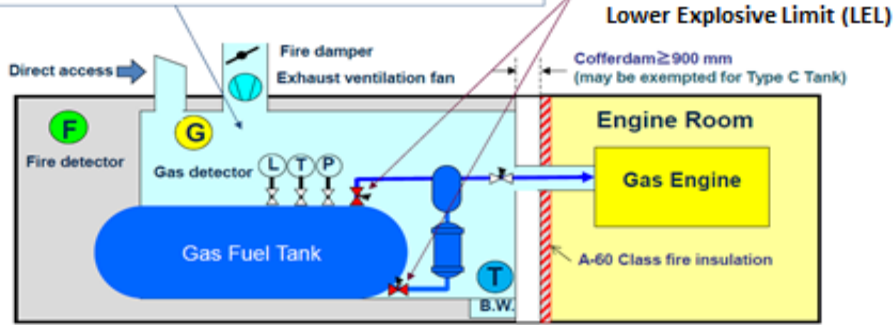 Lower Explosive Limit (LEL)
Fire damper
Direct access
Exhaust ventilation fan
Cofferdam≥900 mm
(may be exempted for Type C Tank)
F
G
Engine Room
Fire detector
Gas detector
L T P
Gas Engine
Gas Fuel Tank
T
A-60 Class fire insulation
B.W.